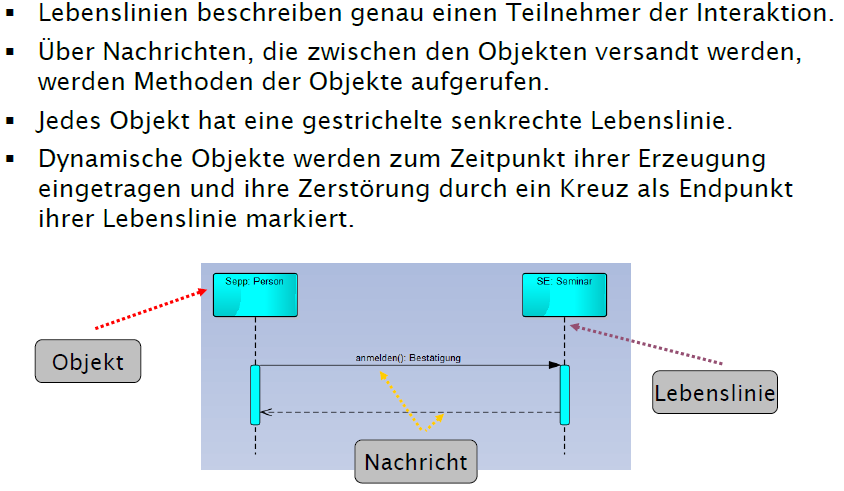 ▪ Lebenslinien beschreiben genau einen Teilnehmer der Interaktion.
▪ Über Nachrichten, die zwischen den Objekten versandt werden,
werden Methoden der Objekte aufgerufen.
▪ Jedes Objekt hat eine gestrichelte senkrechte Lebenslinie.
▪ Dynamische Objekte werden zum Zeitpunkt ihrer Erzeugung
eingetragen und ihre Zerstörung durch ein Kreuz als Endpunkt
ihrer Lebenslinie markiert.
Sepp: Person
SE: Seminar
Objekt
anmelden(): Bestätigung
Lebenslinie
Nachricht